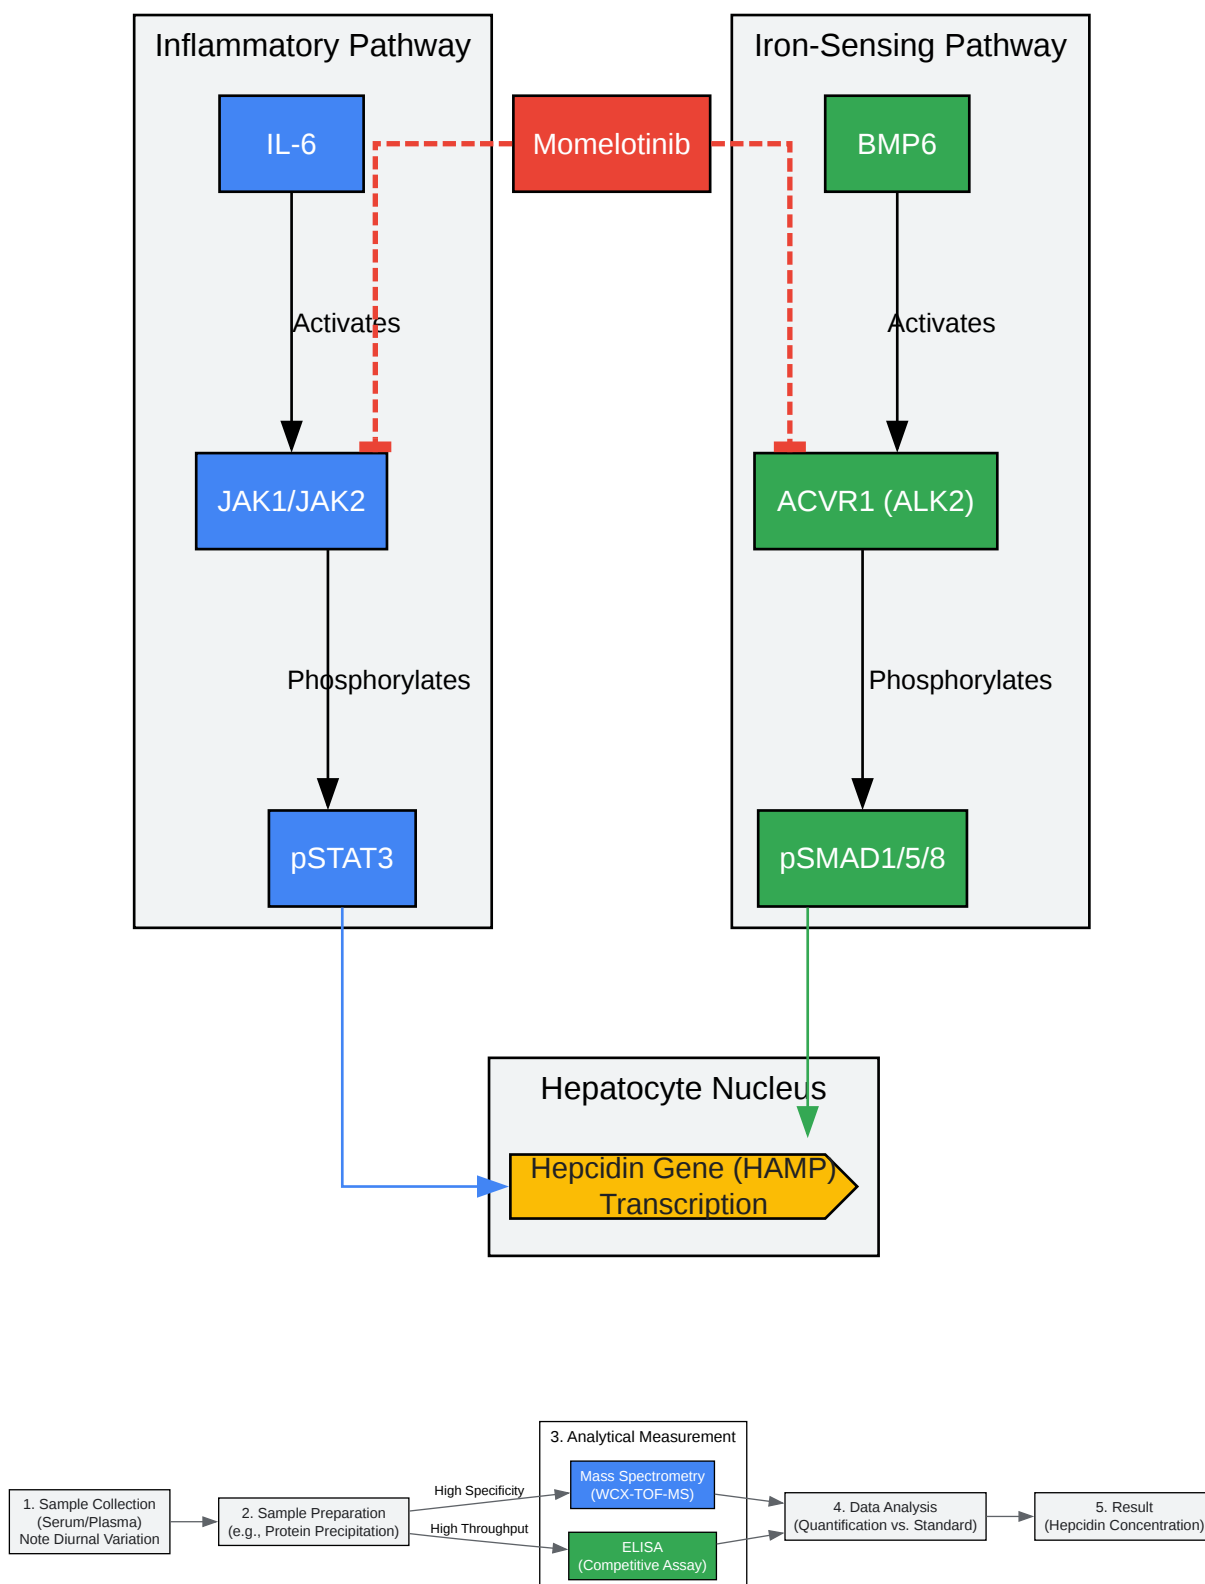 Inflammatory Pathway
Iron-Sensing Pathway
IL-6
Momelotinib
BMP6
Activates
Activates
JAK1/JAK2
ACVR1 (ALK2)
Phosphorylates
Phosphorylates
pSTAT3
pSMAD1/5/8
Hepatocyte Nucleus
Hepcidin Gene (HAMP)
Transcription
1. Sample Collection
(Serum/Plasma)
Note Diurnal Variation
2. Sample Preparation
(e.g., Protein Precipitation)
High Specificity
High Throughput
3. Analytical Measurement
Mass Spectrometry
(WCX-TOF-MS)
ELISA
(Competitive Assay)
4. Data Analysis
(Quantification vs. Standard)
5. Result
(Hepcidin Concentration)